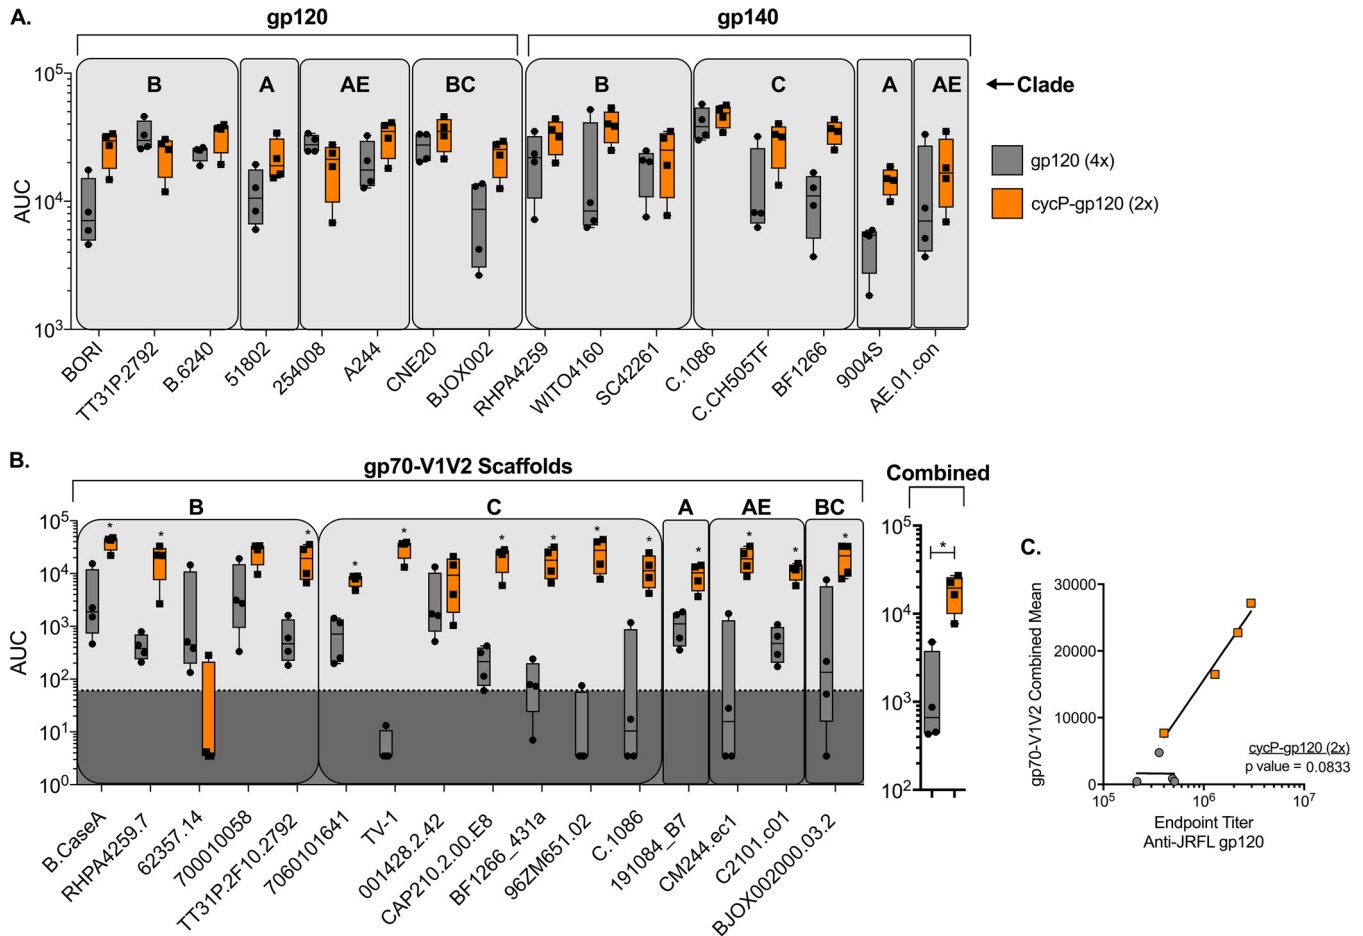 A.
gp120
gp140
B
A
AE
BC
B
C
A
AE
Clade
10^5
10^4
10^3
AUC
gp120 (4x)
cycP-gp120 (2x)
BORI
TT31P.2792
B.6240
51802
254008
A244
CNE20
BJOX002
RHPA4259
WITO4160
SC42261
C.1086
C.CH505TF
BF1266
9004S
AE.01.con
B.
gp70-V1V2 Scaffolds
Combined
B
C
A
AE
BC
10^5
10^4
10^3
10^2
10^1
10^0
AUC
* * * * * * * * * * * * *
B.CaseA
RHPA4259.7
62357.14
700010058
TT31P.2F10.2792
7060101641
TV-1
001428.2.42
CAP210.2.00.E8
BF1266_431a
96ZM651.02
C.1086
191084_B7
CM244.ec1
C2101.c01
BJOX002000.03.2
10^5
10^4
10^3
10^2
*
C.
gp70-V1V2 Combined Mean
30000
20000
10000
0
cycP-gp120 (2x)
p value = 0.0833
10^5
10^6
10^7
Endpoint Titer
Anti-JRFL gp120